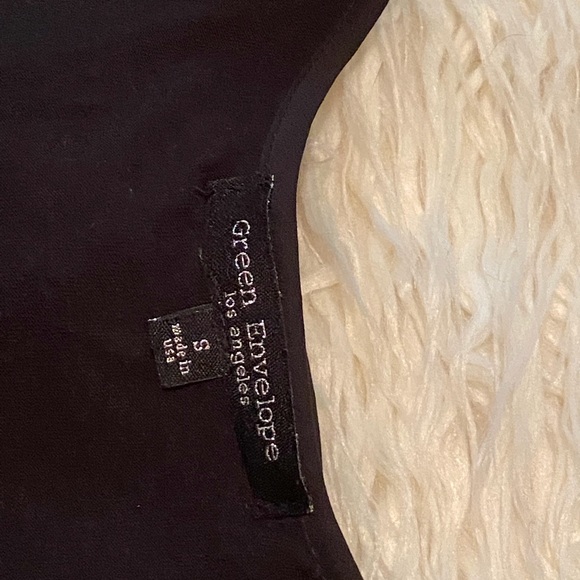 Green Envelope
los angeles
S
made in
usa